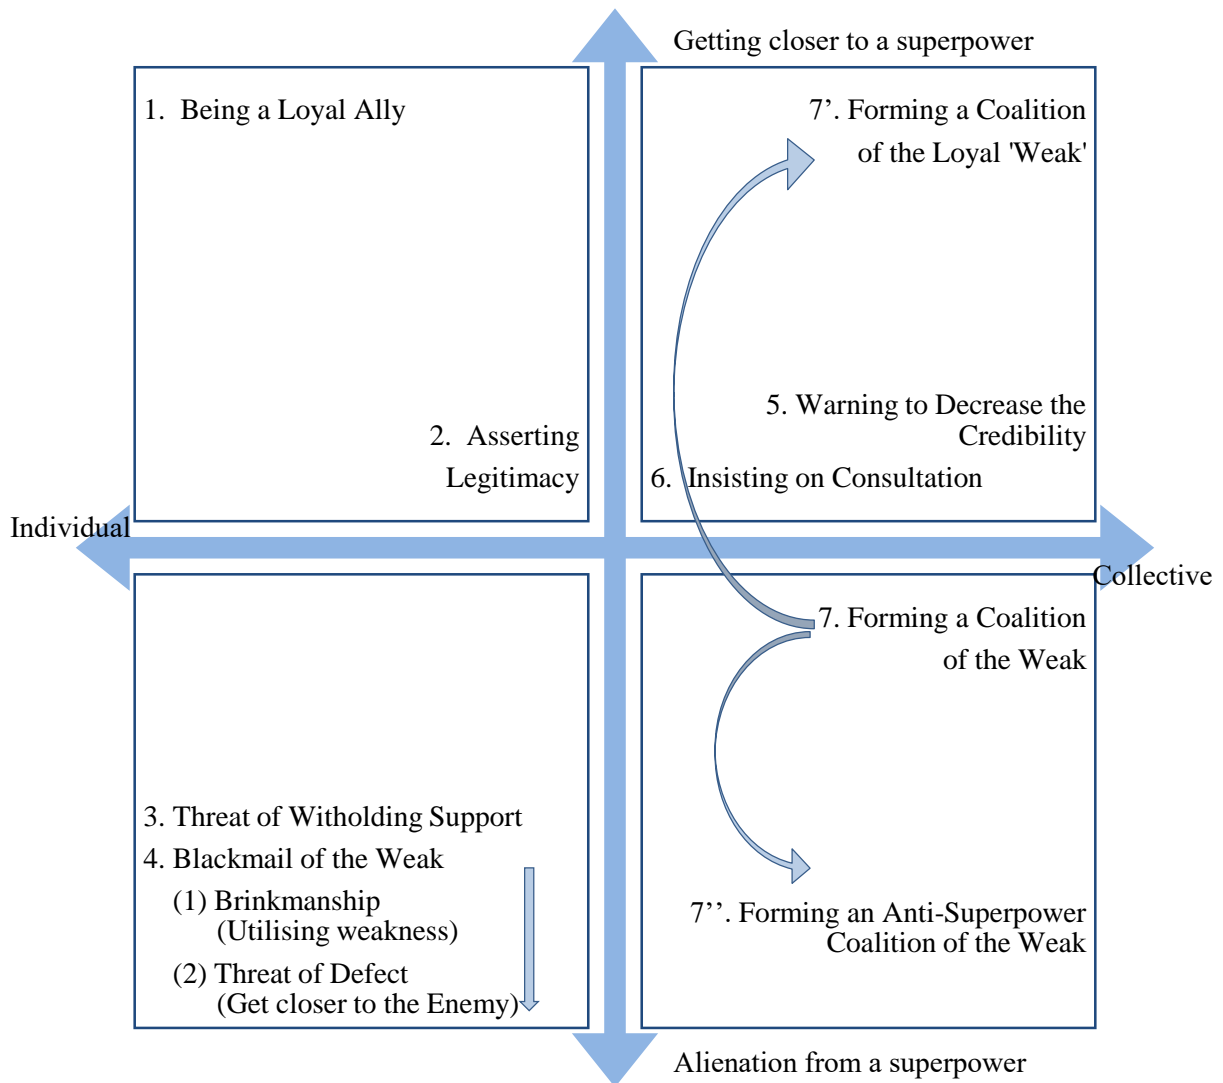 Getting closer to a superpower
1. Being a Loyal Ally
7’. Forming a Coalition
of the Loyal 'Weak'
2. Asserting
Legitimacy
5. Warning to Decrease the
Credibility
6. Insisting on Consultation
Individual
Collective
3. Threat of Witholding Support
4. Blackmail of the Weak
(1) Brinkmanship
(Utilising weakness)
(2) Threat of Defect
(Get closer to the Enemy)
7. Forming a Coalition
of the Weak
7’’. Forming an Anti-Superpower
Coalition of the Weak
Alienation from a superpower